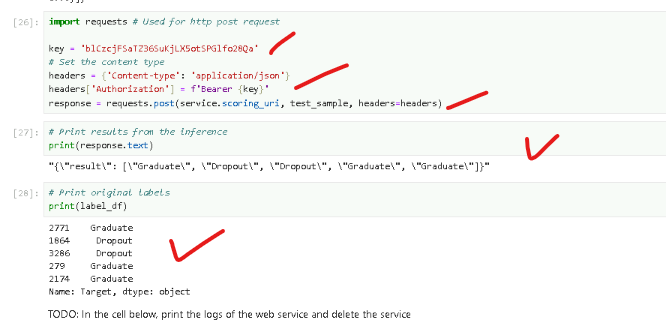 [26]: import requests # Used for http post request
key = 'blCzcjFSaTZ36SuKjLX5otSPGlfo28Qa'
# Set the content type
headers = {'Content-type': 'application/json'}
headers['Authorization'] = f"Bearer {key}"
response = requests.post(service.scoring_uri, test_sample, headers=headers)
[27]: # Print results from the inference
print(response.text)
"{\"result\": [\"Graduate\", \"Dropout\", \"Dropout\", \"Graduate\", \"Graduate\"]}"
[28]: # Print original labels
print(label_df)
2771 Graduate
1864 Dropout
3286 Dropout
279 Graduate
2174 Graduate
Name: Target, dtype: object
TODO: In the cell below, print the logs of the web service and delete the service